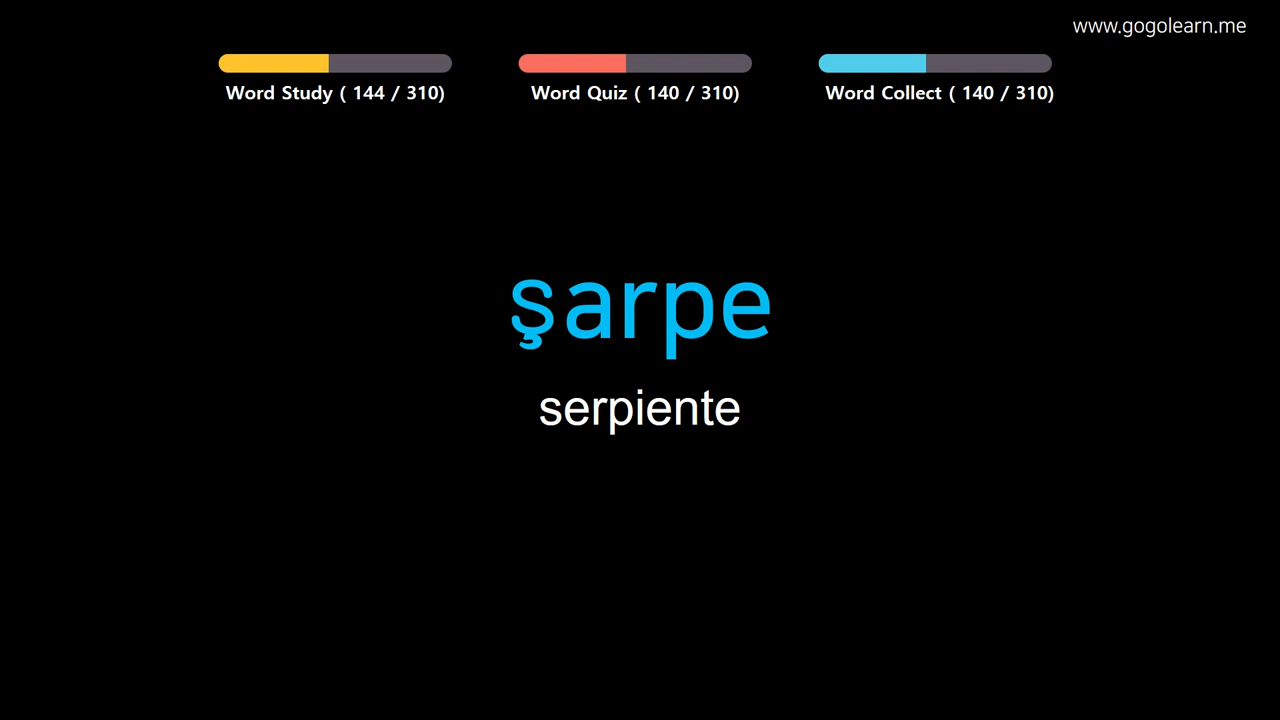 www.gogolearn.me
Word Study ( 144 / 310)
Word Quiz ( 140 / 310)
Word Collect ( 140 / 310)
şarpe
serpiente